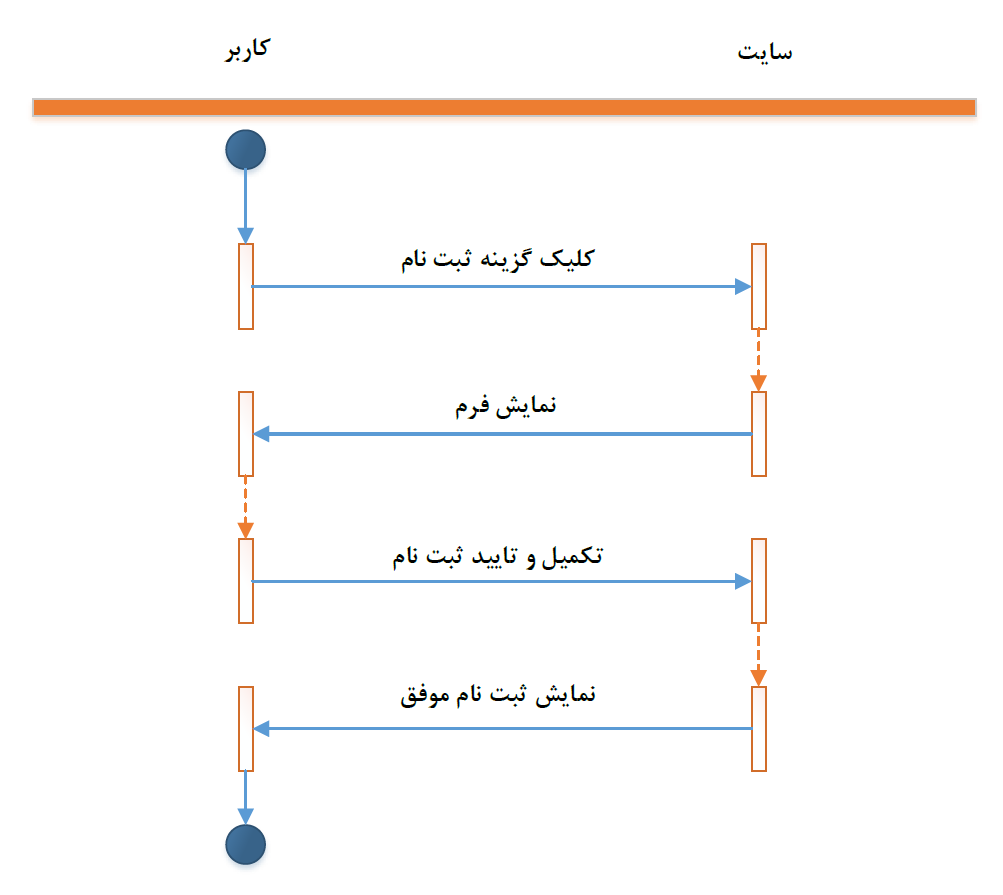 سایت
کاربر
کلیک گزینه ثبت نام
نمایش فرم
تکمیل و تایید ثبت نام
نمایش ثبت نام موفق